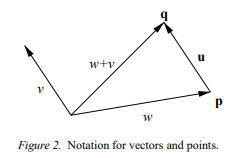 q
w+v
u
v
p
w
Figure 2. Notation for vectors and points.